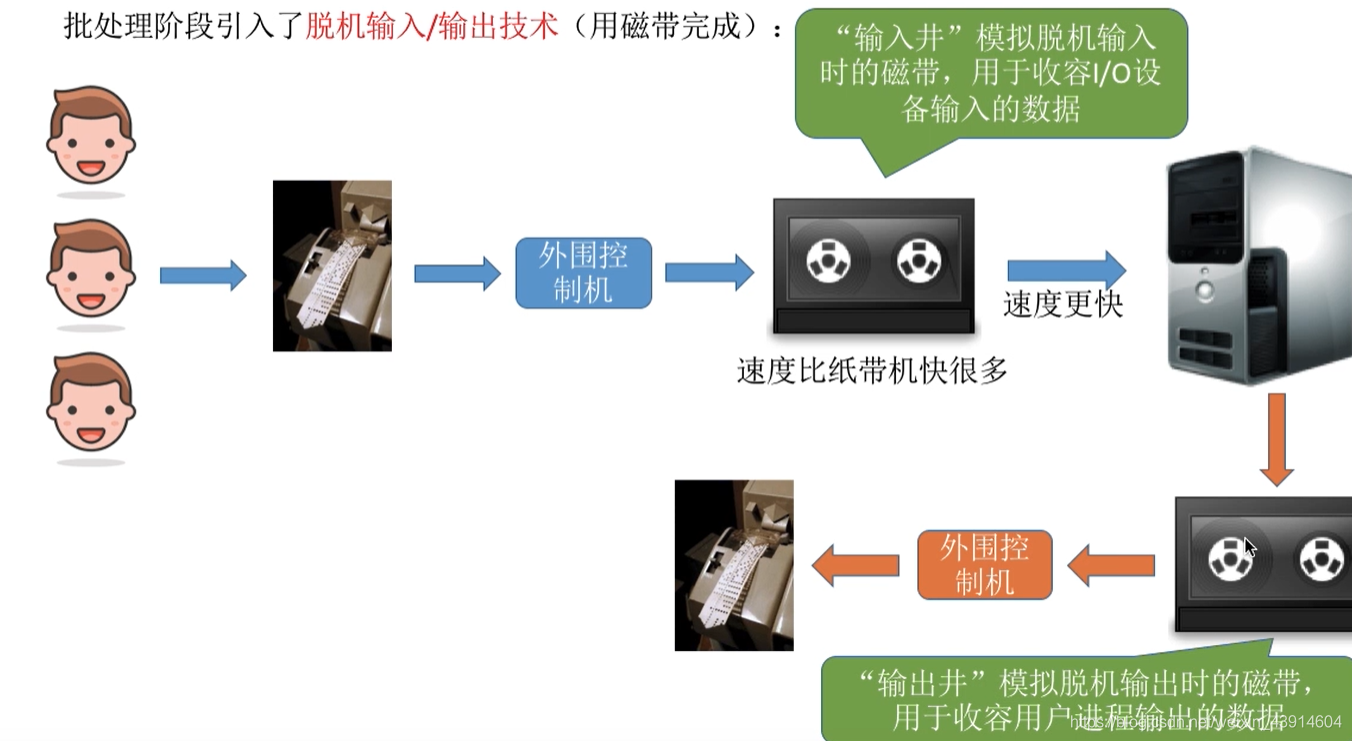 批处理阶段引入了脱机输入/输出技术（用磁带完成）：
“输入井”模拟脱机输入
时的磁带，用于收容I/O设
备输入的数据
外围控
制机
速度更快
速度比纸带机快很多
外围控
制机
“输出井”模拟脱机输出时的磁带，
用于收容用户进程输出的数据